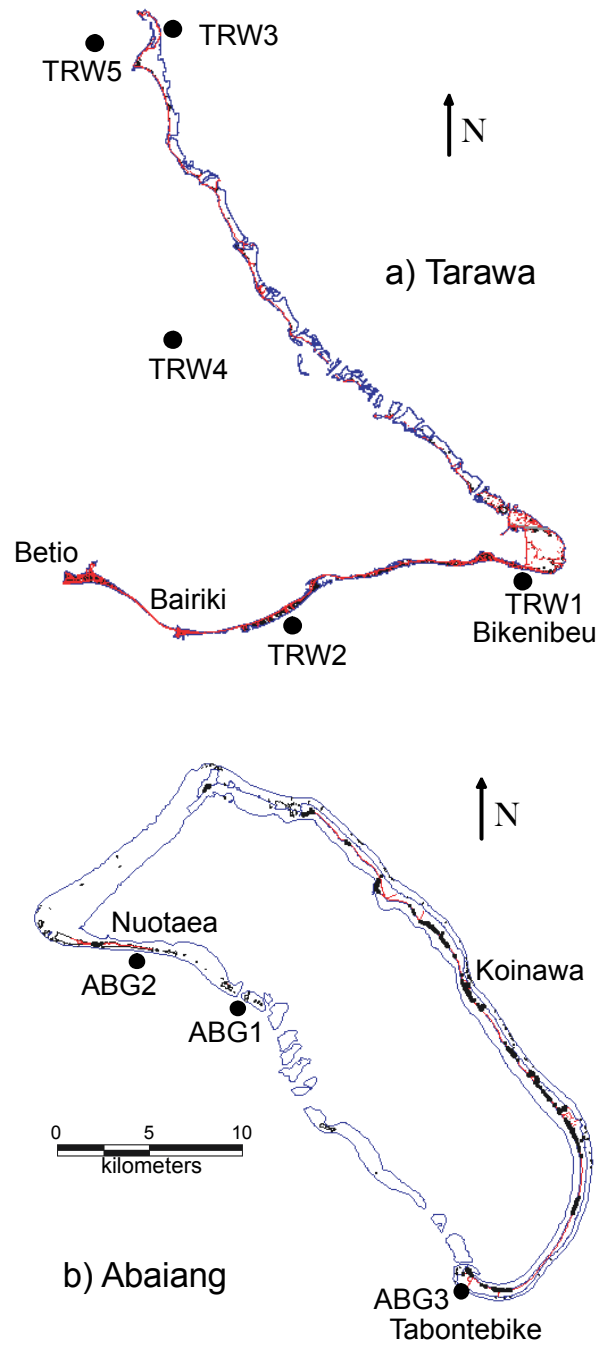 TRW3
TRW5
N
a) Tarawa
TRW4
Betio
Bairiki
TRW1
Bikenibeu
TRW2
N
Nuotaea
ABG2
Koinawa
ABG1
0 5 10
kilometers
b) Abaiang
ABG3
Tabontebike